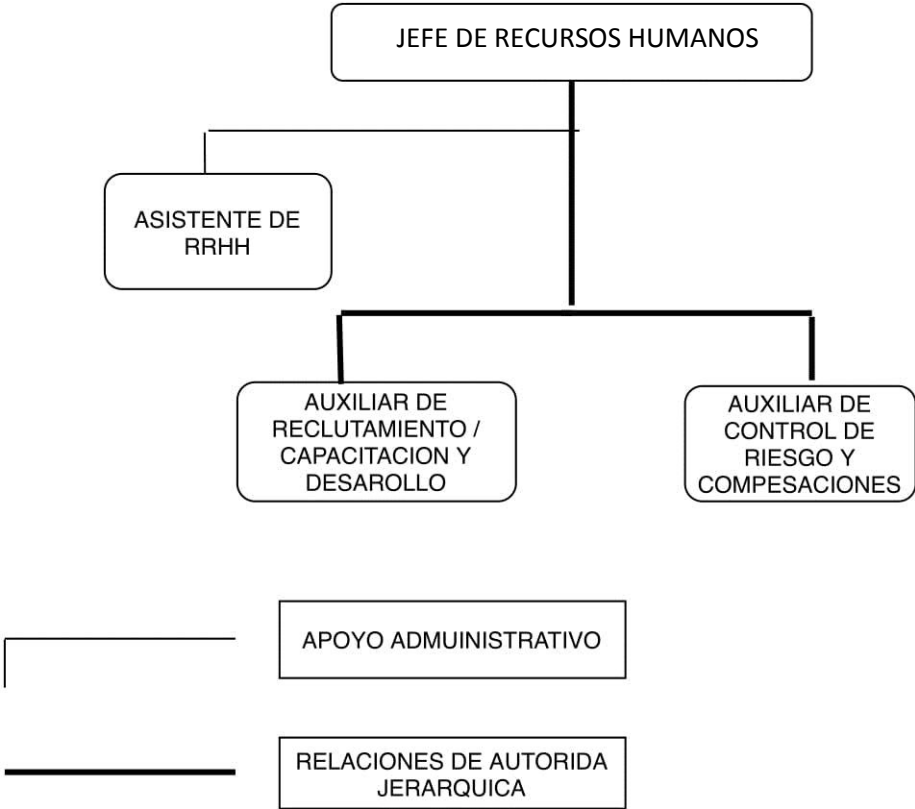 JEFE DE RECURSOS HUMANOS
ASISTENTE DE
RRHH
AUXILIAR DE
RECLUTAMIENTO /
CAPACITACION Y
DESAROLLO
AUXILIAR DE
CONTROL DE
RIESGO Y
COMPESACIONES
APOYO ADMUINISTRATIVO
RELACIONES DE AUTORIDA
JERARQUICA